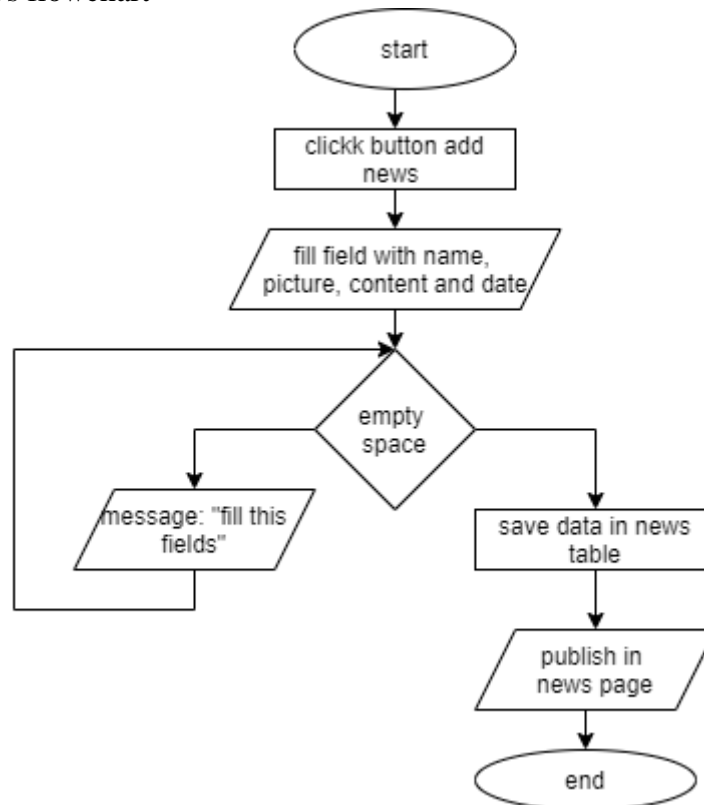 start
clickk button add
news
fill field with name,
picture, content and date
empty
space
message: "fill this
fields"
save data in news
table
publish in
news page
end